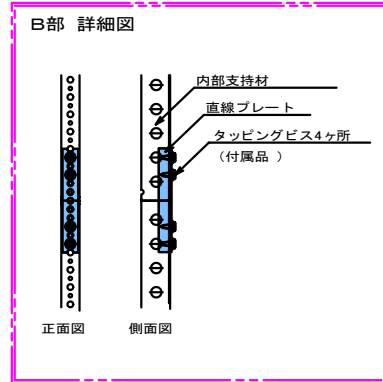 B部 詳細図
内部支持材
直線プレート
タッピングビス4ヶ所
(付属品 )
正面図 側面図